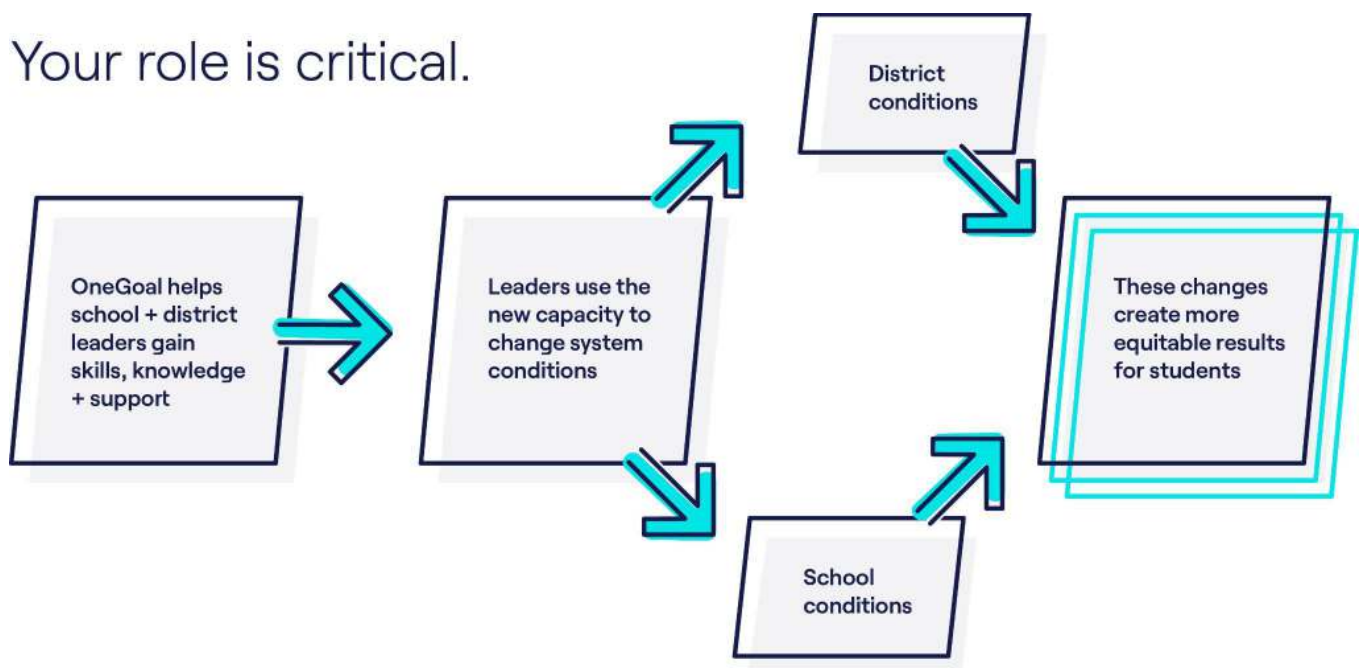 Your role is critical.
OneGoal helps
school + district
leaders gain
skills, knowledge
+ support
Leaders use the
new capacity to
change system
conditions
District
conditions
School
conditions
These changes
create more
equitable results
for students